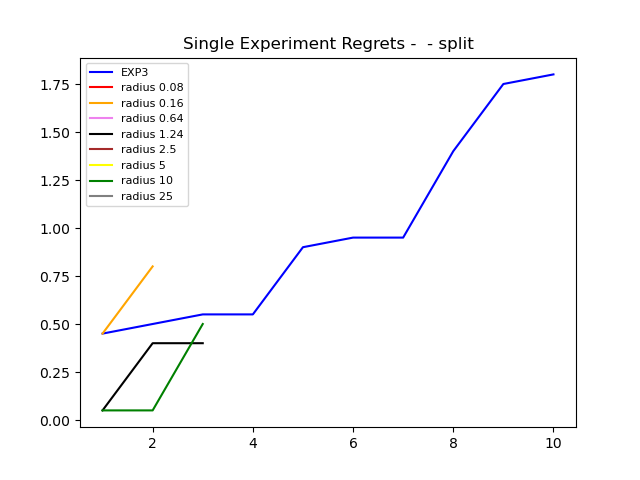 Single Experiment Regrets -  - split
EXP3
radius 0.08
radius 0.16
radius 0.64
radius 1.24
radius 2.5
radius 5
radius 10
radius 25
1.75
1.50
1.25
1.00
0.75
0.50
0.25
0.00
2 4 6 8 10